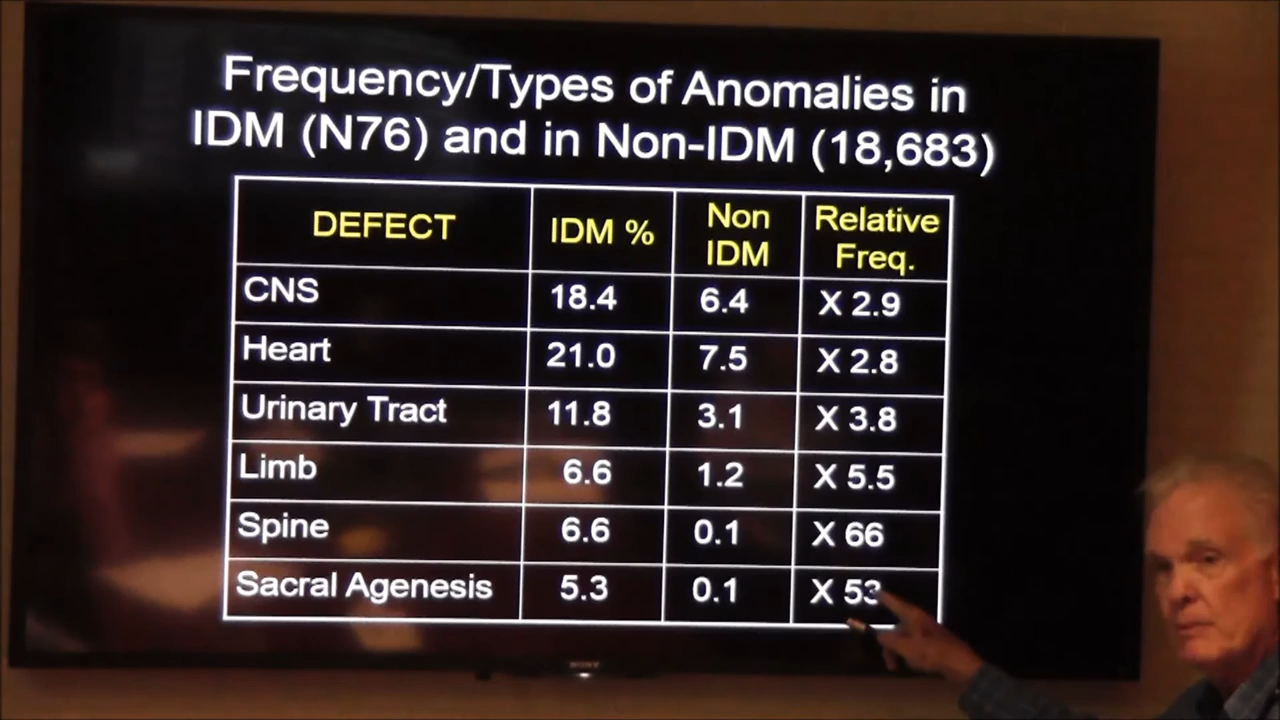 Frequency/Types of Anomalies in
IDM (N76) and in Non-IDM (18,683)
DEFECT IDM % Non IDM Relative Freq.
CNS 18.4 6.4 X 2.9
Heart 21.0 7.5 X 2.8
Urinary Tract 11.8 3.1 X 3.8
Limb 6.6 1.2 X 5.5
Spine 6.6 0.1 X 66
Sacral Agenesis 5.3 0.1 X 53
SONY